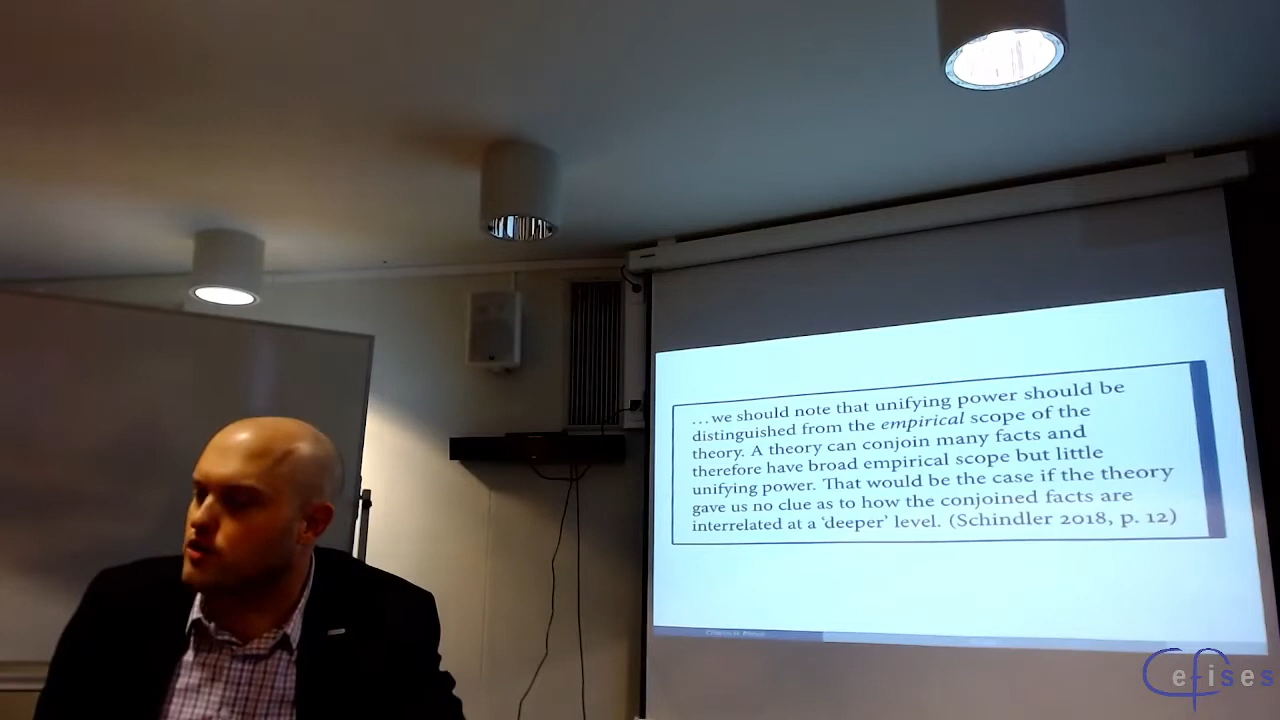 …we should note that unifying power should be
distinguished from the empirical scope of the
theory. A theory can conjoin many facts and
therefore have broad empirical scope but little
unifying power. That would be the case if the theory
gave us no clue as to how the conjoined facts are
interrelated at a ‘deeper’ level. (Schindler 2018, p. 12)
Cefises